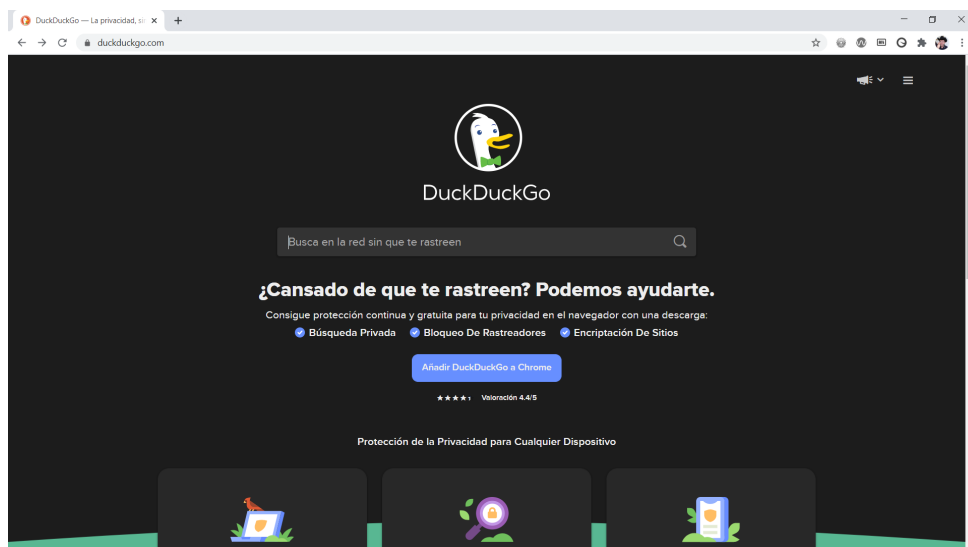 DuckDuckGo — La privacidad, si
duckduckgo.com
DuckDuckGo
Busca en la red sin que te rastreen
¿Cansado de que te rastreen? Podemos ayudarte.
Consigue protección continua y gratuita para tu privacidad en el navegador con una descarga:
Búsqueda Privada Bloqueo De Rastreadores Encriptación De Sitios
Añadir DuckDuckGo a Chrome
Valoración 4.4/5
Protección de la Privacidad para Cualquier Dispositivo